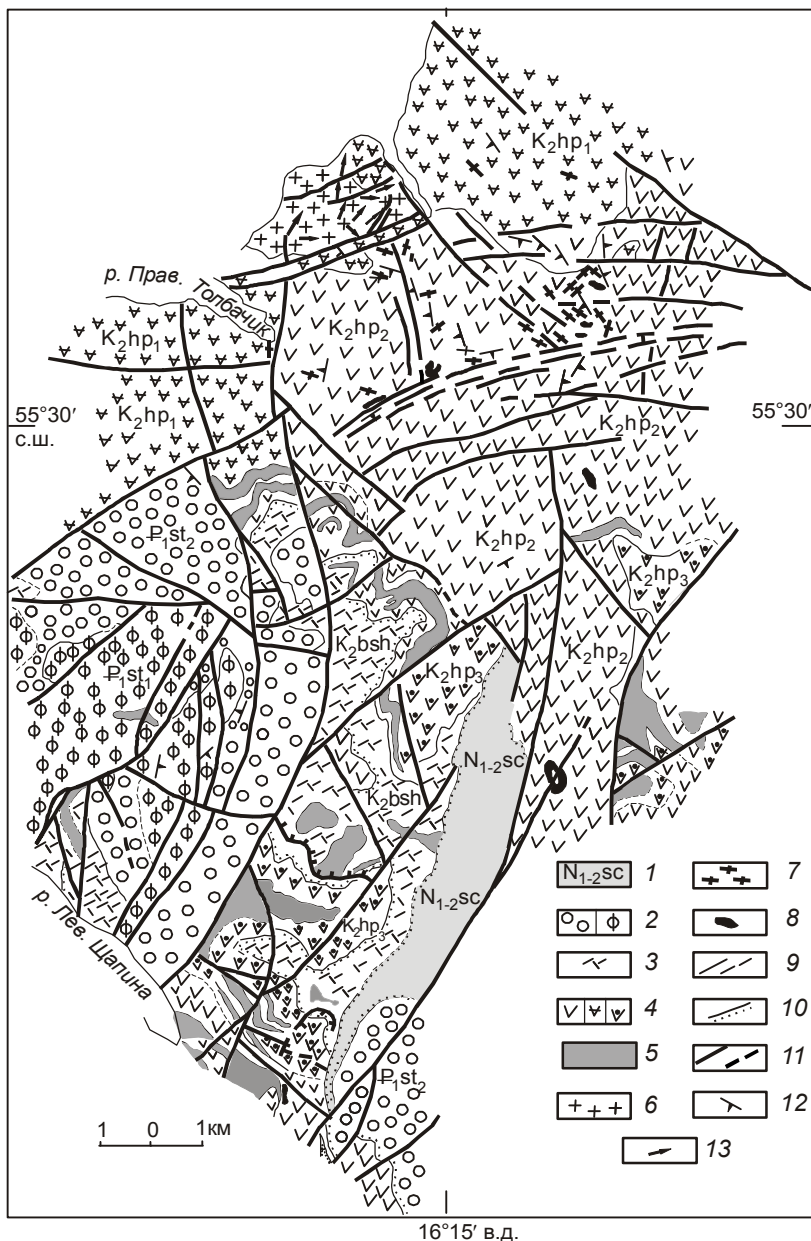 K₂hp₁
р. Прав. Толбачик
K₂hp₁
K₂hp₂
K₂hp₁
55°30′
с.ш.
55°30′
K₂hp₂
P₁st₂
K₂hp₂
K₂hp₃
K₂bsh
K₂hp₃
K₂hp₂
P₁st₁
N₁₋₂sc
K₂bsh
N₁₋₂sc
K₂hp₃
р. Лев. Щапина
P₁st₂
N₁₋₂sc 1
2
3
4
5
6
7
8
9
10
11
12
13
1 0 1км
16°15′ в.д.